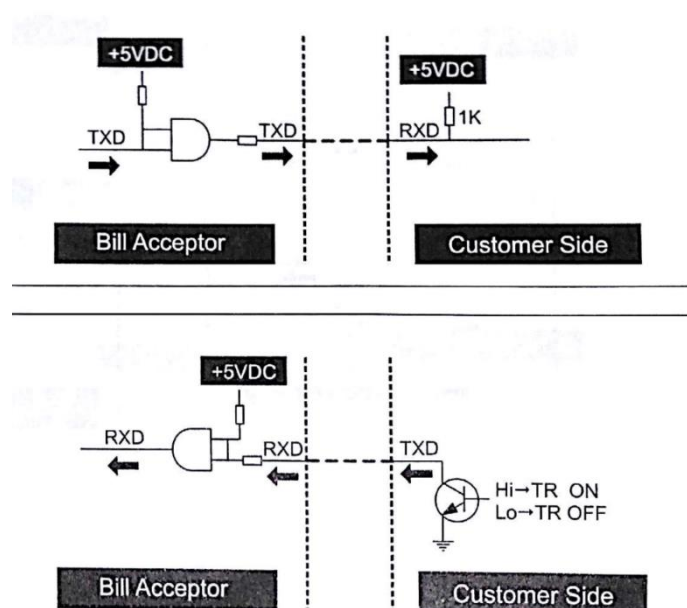 +5VDC
+5VDC
TXD
TXD
RXD
1K
Bill Acceptor
Customer Side
+5VDC
RXD
RXD
TXD
Hi→TR ON
Lo→TR OFF
Bill Acceptor
Customer Side